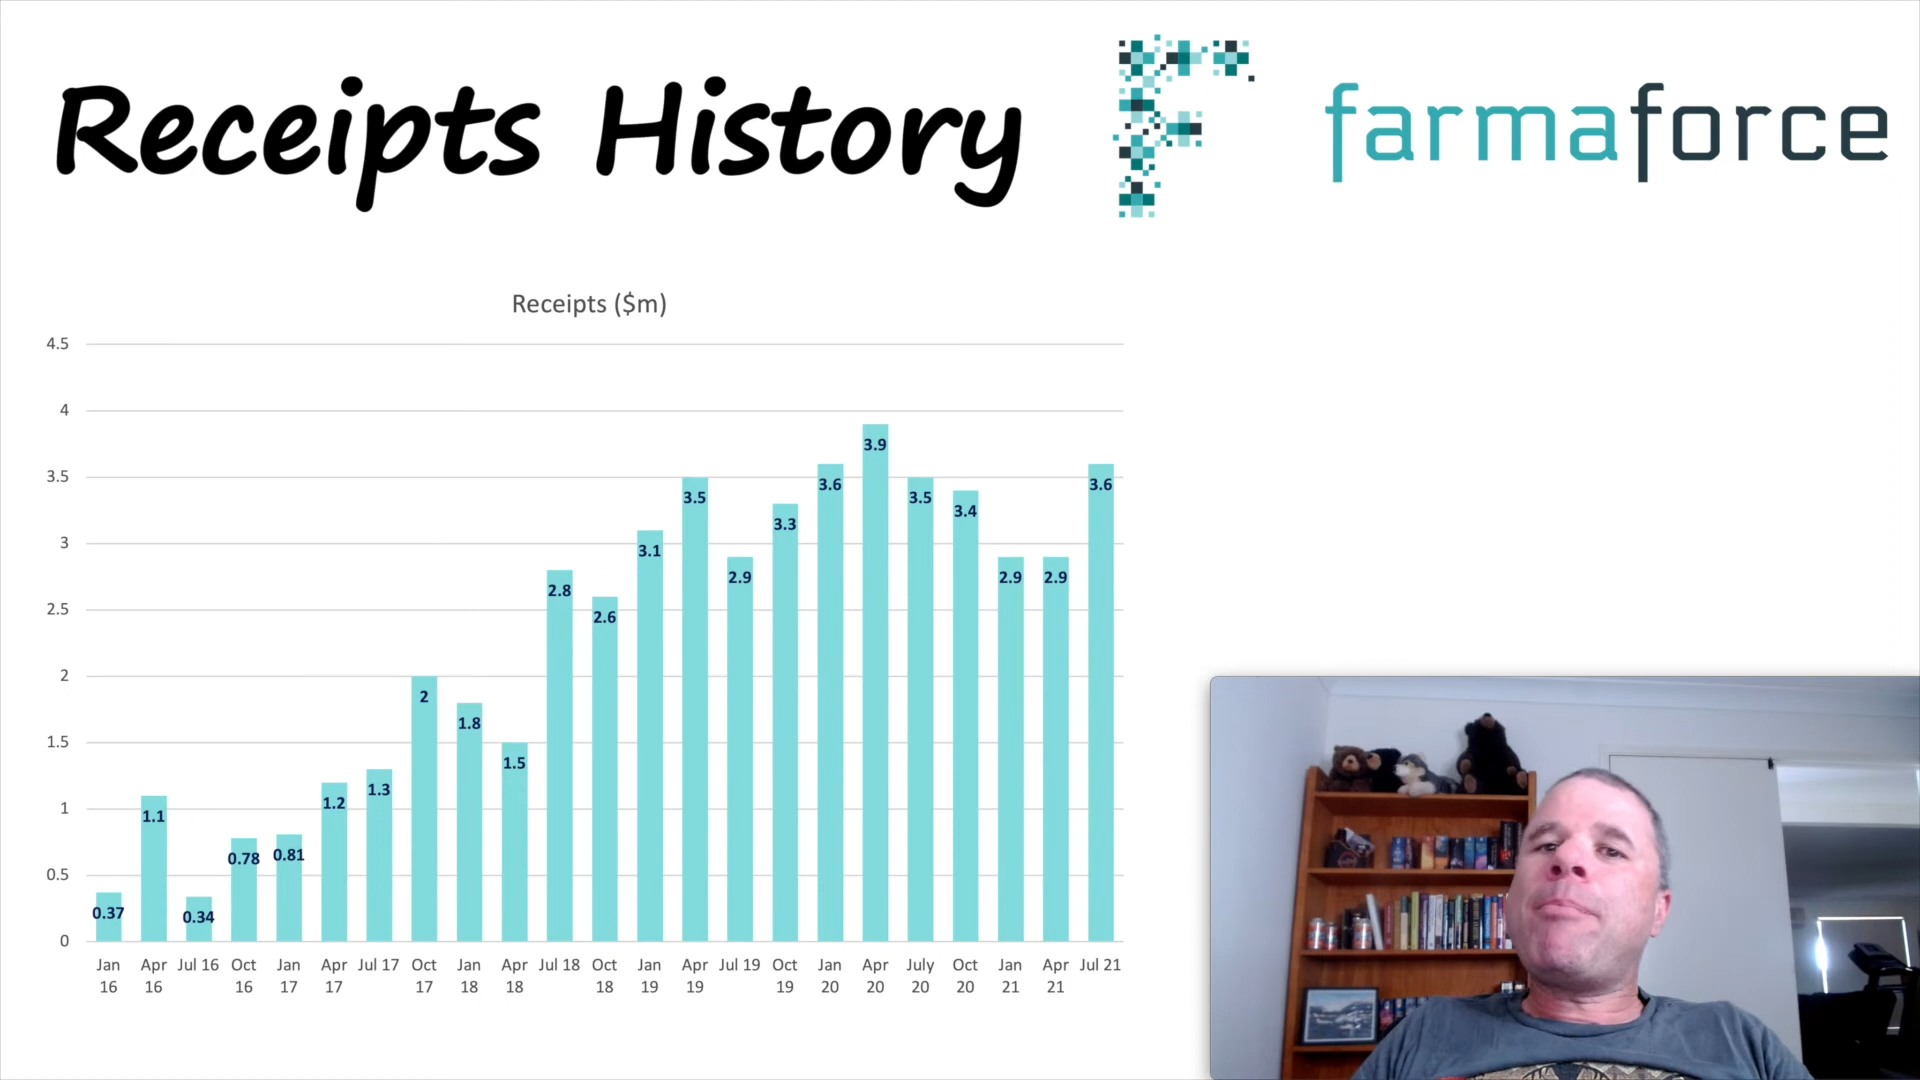 Receipts History
farmaforce
Receipts ($m)
4.5
4
3.5
3
2.5
2
1.5
1
0.5
0
0.37
1.1
0.34
0.78
0.81
1.2
1.3
2
1.8
1.5
2.8
2.6
3.1
3.5
2.9
3.3
3.6
3.9
3.5
3.4
2.9
2.9
3.6
Jan 16
Apr 16
Jul 16
Oct 16
Jan 17
Apr 17
Jul 17
Oct 17
Jan 18
Apr 18
Jul 18
Oct 18
Jan 19
Apr 19
Jul 19
Oct 19
Jan 20
Apr 20
July 20
Oct 20
Jan 21
Apr 21
Jul 21